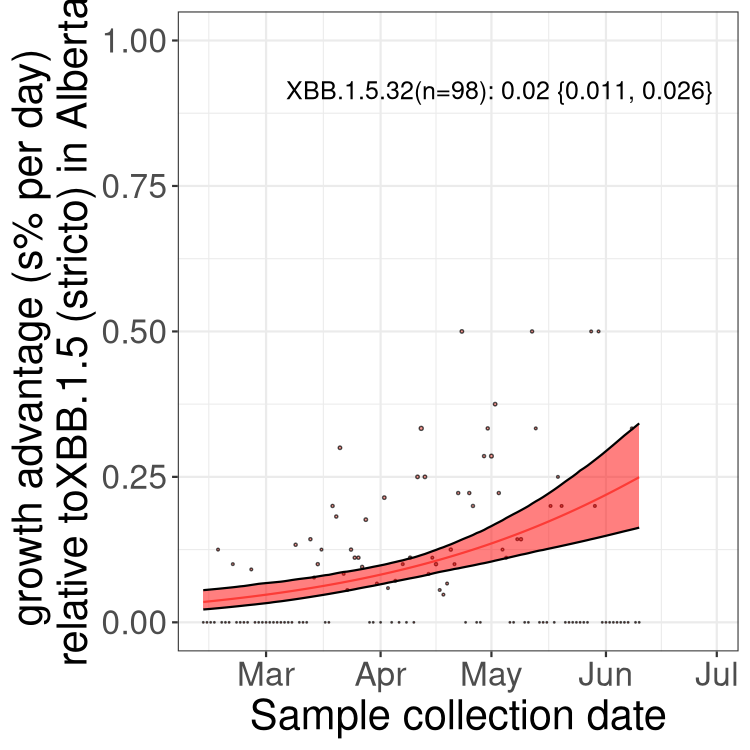 growth advantage (s% per day)
relative toXBB.1.5 (stricto) in Alberta
1.00
0.75
0.50
0.25
0.00
XBB.1.5.32(n=98): 0.02 {0.011, 0.026}
Mar Apr May Jun Jul
Sample collection date